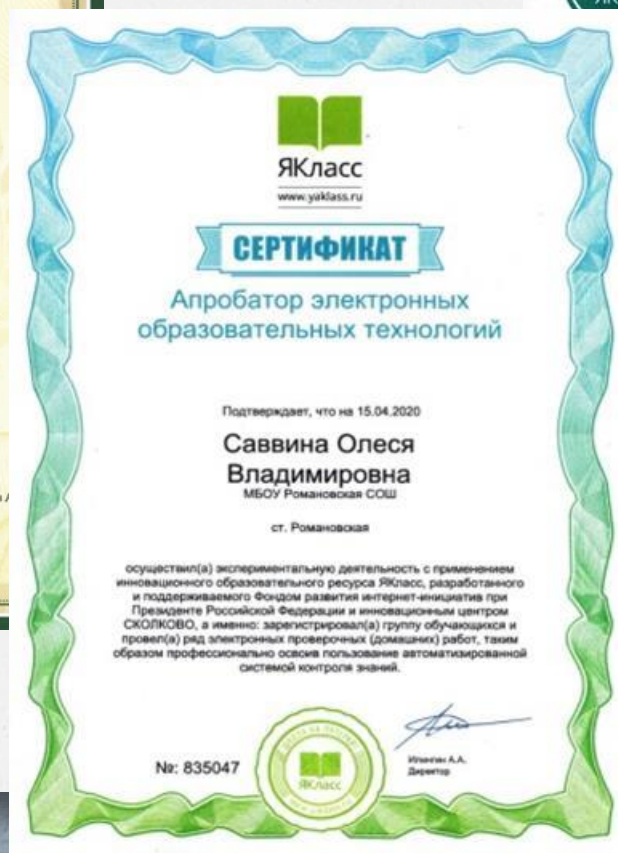 ЯКласс
www.yaklass.ru
СЕРТИФИКАТ
Апробатор электронных
образовательных технологий
Подтверждает, что на 15.04.2020
Саввина Олеся
Владимировна
МБОУ Романовская СОШ
ст. Романовская
осуществил(а) экспериментальную деятельность с применением
инновационного образовательного ресурса ЯКласс, разработанного
и поддерживаемого Фондом развития интернет-инициатив при
Президенте Российской Федерации и инновационным центром
СКОЛКОВО, а именно: зарегистрировал(а) группу обучающихся и
провел(а) ряд электронных проверочных (домашних) работ, таким
образом профессионально освоив пользование автоматизированной
системой контроля знаний.
№: 835047
ЯКласс
А.А.
Директор